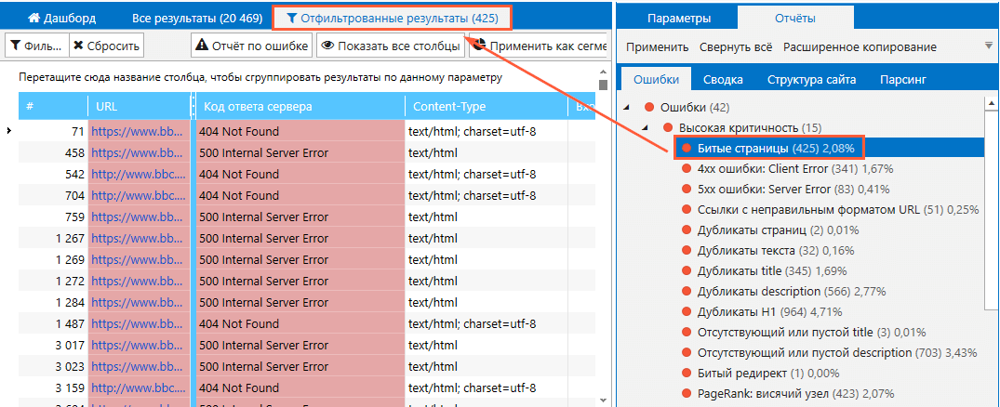 Дашборд
Все результаты (20 469)
Отфильтрованные результаты (425)
Филь...
Сбросить
Отчёт по ошибке
Показать все столбцы
Применить как сегме
Перетащите сюда название столбца, чтобы сгруппировать результаты по данному параметру
# URL Код ответа сервера Content-Type
71 https://www.bb... 404 Not Found text/html; charset=utf-8
458 https://www.bb... 500 Internal Server Error text/html
542 http://www.bbc... 404 Not Found text/html; charset=utf-8
704 http://www.bbc.... 404 Not Found text/html; charset=utf-8
759 https://www.bb... 500 Internal Server Error text/html
1 267 https://www.bb... 500 Internal Server Error text/html
1 269 https://www.bb... 500 Internal Server Error text/html
1 272 https://www.bb... 500 Internal Server Error text/html
1 284 https://www.bb... 500 Internal Server Error text/html
1 487 https://www.bb... 404 Not Found text/html; charset=utf-8
3 017 https://www.bb... 500 Internal Server Error text/html
3 023 https://www.bb... 500 Internal Server Error text/html
3 159 http://www.bbc... 404 Not Found text/html; charset=utf-8
Параметры
Отчёты
Применить
Свернуть всё
Расширенное копирование
Ошибки
Сводка
Структура сайта
Парсинг
Ошибки (42)
Высокая критичность (15)
Битые страницы (425) 2,08%
4xx ошибки: Client Error (341) 1,67%
5xx ошибки: Server Error (83) 0,41%
Ссылки с неправильным форматом URL (51) 0,25%
Дубликаты страниц (2) 0,01%
Дубликаты текста (32) 0,16%
Дубликаты title (345) 1,69%
Дубликаты description (566) 2,77%
Дубликаты H1 (964) 4,71%
Отсутствующий или пустой title (3) 0,01%
Отсутствующий или пустой description (703) 3,43%
Битый редирект (1) 0,00%
PageRank: висячий узел (423) 2,07%